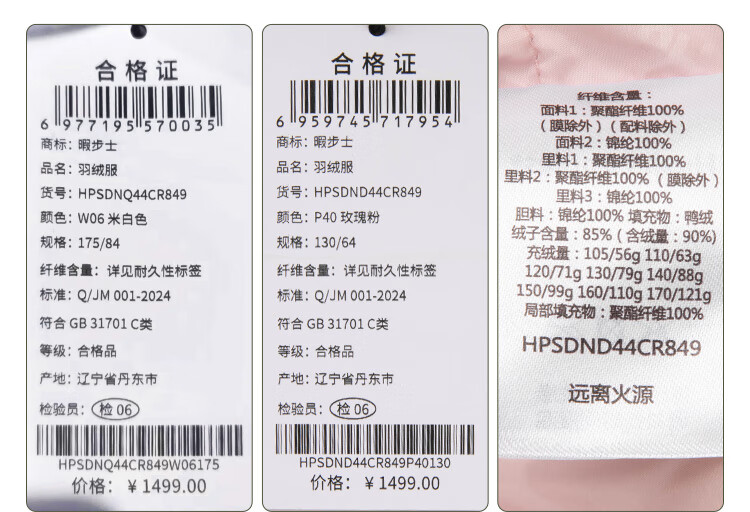 合格证
6 977195 570035
商标：暇步士
品名：羽绒服
货号：HPSDNQ44CR849
颜色：W06 米白色
规格：175/84
纤维含量：详见耐久性标签
标准：Q/JM 001-2024
符合 GB 31701 C类
等级：合格品
产地：辽宁省丹东市
检验员：检 06
HPSDNQ44CR849W06175
价格：￥1499.00
合格证
6 959745 717954
商标：暇步士
品名：羽绒服
货号：HPSDND44CR849
颜色：P40 玫瑰粉
规格：130/64
纤维含量：详见耐久性标签
标准：Q/JM 001-2024
符合 GB 31701 C类
等级：合格品
产地：辽宁省丹东市
检验员：检 06
HPSDND44CR849P40130
价格：￥1499.00
纤维含量：
面料1：聚酯纤维100%
（膜除外）（配料除外）
面料2：锦纶100%
里料1：聚酯纤维100%
里料2：聚酯纤维100%（膜除外）
里料3：锦纶100%
胆料：锦纶100% 填充物：鸭绒
绒子含量：85%（含绒量：90%)
充绒量：105/56g 110/63g
120/71g 130/79g 140/88g
150/99g 160/110g 170/121g
局部填充物：聚酯纤维100%
HPSDND44CR849
远离火源